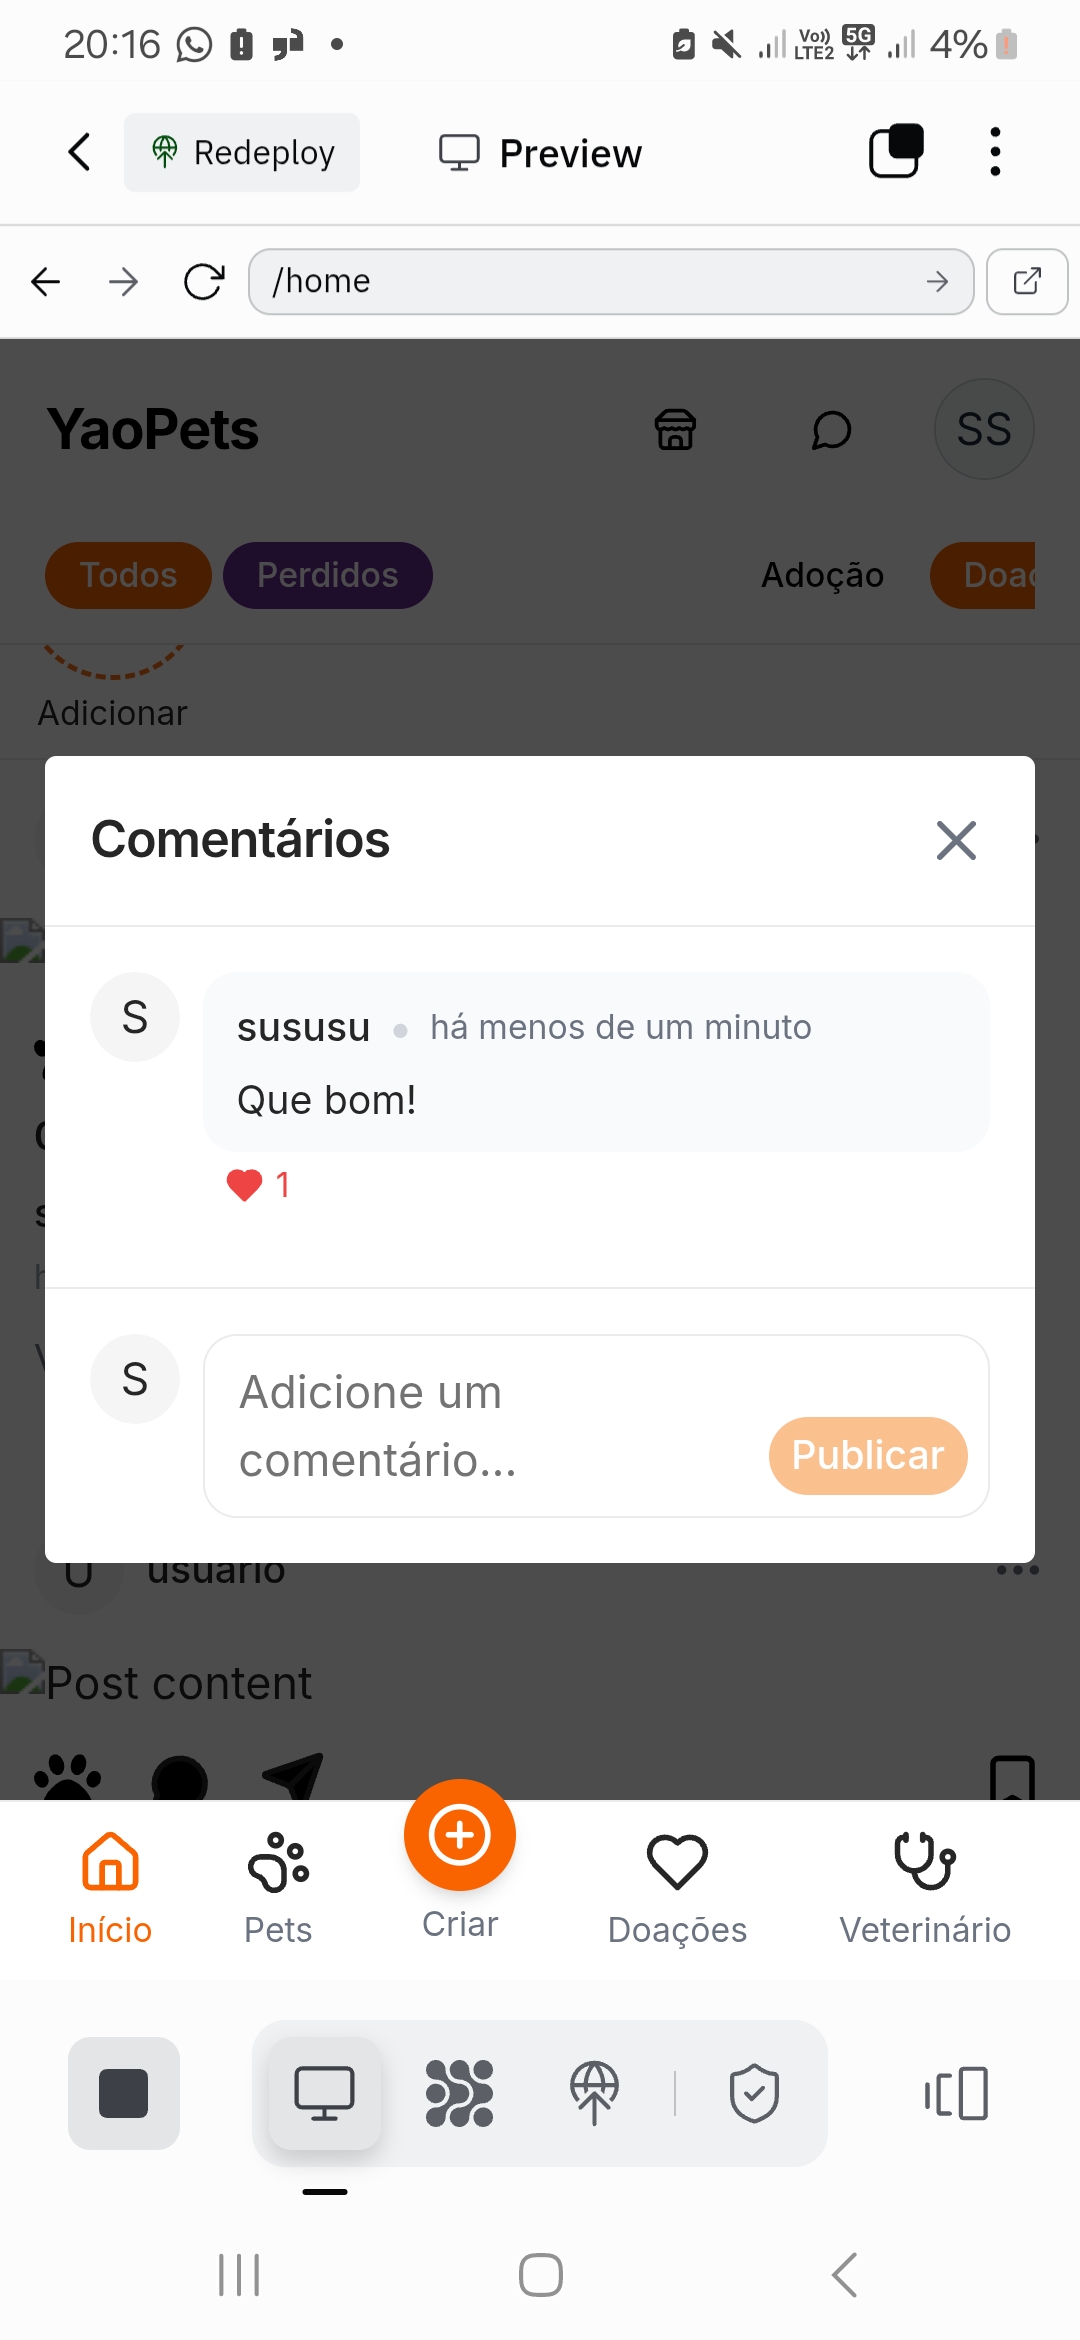 20:16
Vo)) LTE2 5G 4%
Redeploy
Preview
/home
YaoPets
SS
Todos
Perdidos
Adoção
Doac
Adicionar
Comentários
S
sususu
há menos de um minuto
Que bom!
1
S
Adicione um
comentário...
Publicar
U
usuario
Post content
Início
Pets
Criar
Doações
Veterinário